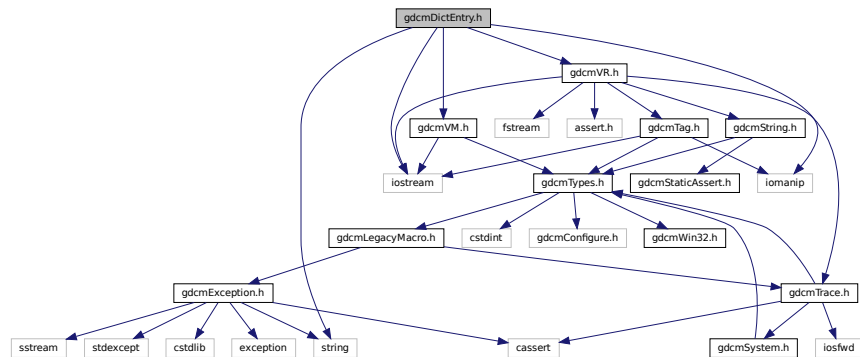 gdcmDictEntry.h
gdcmVR.h
gdcmVM.h
fstream
assert.h
gdcmTag.h
gdcmString.h
iostream
gdcmTypes.h
gdcmStaticAssert.h
iomanip
gdcmLegacyMacro.h
cstdint
gdcmConfigure.h
gdcmWin32.h
gdcmException.h
gdcmTrace.h
sstream
stdexcept
cstdlib
exception
string
cassert
gdcmSystem.h
iosfwd